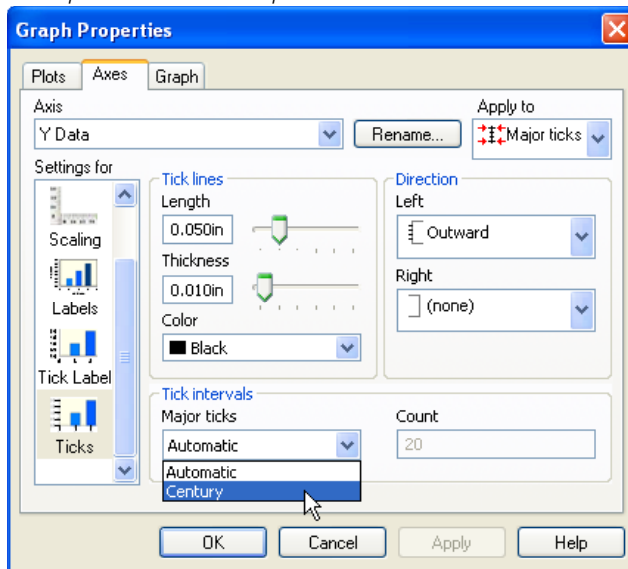 Graph Properties
Plots Axes Graph
Axis
Apply to
Y Data
Rename...
Major ticks
Settings for
Scaling
Labels
Tick Label
Ticks
Tick lines
Length
0.050in
Thickness
0.010in
Color
Black
Direction
Left
Outward
Right
(none)
Tick intervals
Major ticks
Count
Automatic
20
Automatic
Century
OK Cancel Apply Help